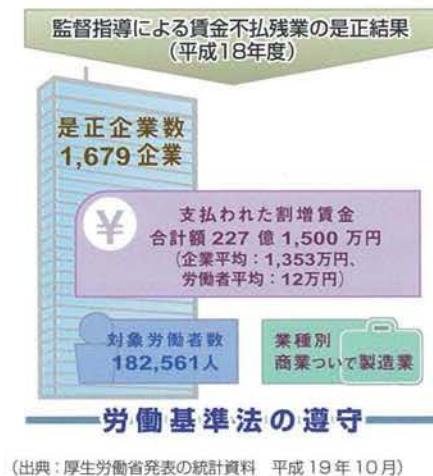 監督指導による賃金不払残業の是正結果
(平成18年度)
是正企業数
1,679 企業
¥
支払われた割増賃金
合計額 227 億 1,500 万円
(企業平均：1,353万円、
労働者平均：12万円)
対象労働者数
182,561人
業種別
商業ついで製造業
労働基準法の遵守
(出典：厚生労働省発表の統計資料　平成19年10月)